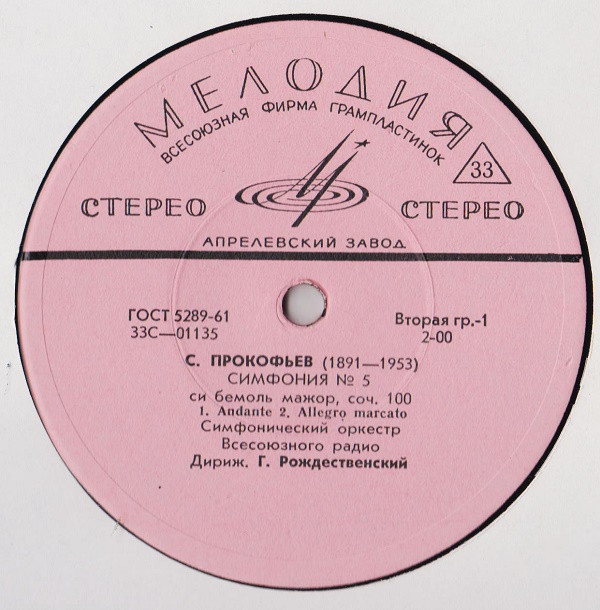 МЕЛОДИЯ
ВСЕСОЮЗНАЯ ФИРМА ГРАМПЛАСТИНОК
33
СТЕРЕО СТЕРЕО
АПРЕЛЕВСКИЙ ЗАВОД
ГОСТ 5289-61 Вторая гр.-1
33С—01135 2-00
С. ПРОКОФЬЕВ (1891—1953)
СИМФОНИЯ № 5
си бемоль мажор, соч. 100
1. Andante 2. Allegro marcato
Симфонический оркестр
Всесоюзного радио
Дириж. Г. Рождественский